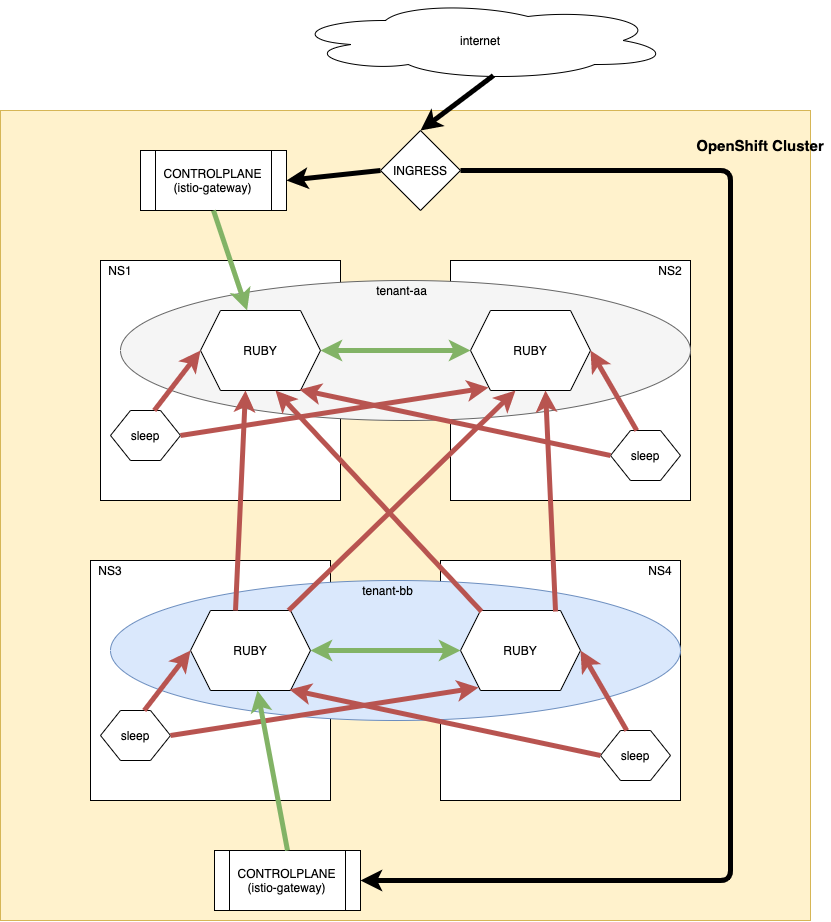 internet
OpenShift Cluster
CONTROLPLANE
(istio-gateway)
INGRESS
NS1
NS2
tenant-aa
RUBY
RUBY
sleep
sleep
NS3
NS4
tenant-bb
RUBY
RUBY
sleep
sleep
CONTROLPLANE
(istio-gateway)